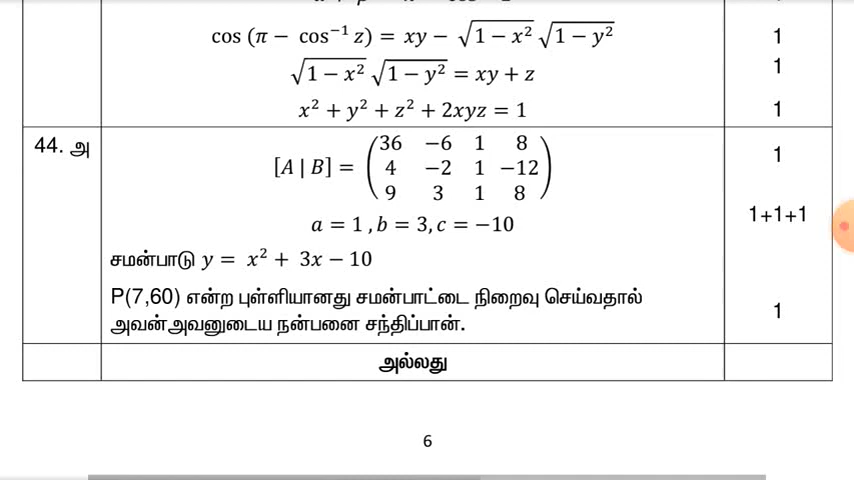 cos (π − cos⁻¹ z) = xy − √(1 − x²) √(1 − y²) 1
√(1 − x²) √(1 − y²) = xy + z 1
x² + y² + z² + 2xyz = 1 1
44. அ
36 −6 1 8
[A | B] = 4 −2 1 −12 1
9 3 1 8
a = 1 , b = 3, c = −10 1+1+1
சமன்பாடு y = x² + 3x − 10
P(7,60) என்ற புள்ளியானது சமன்பாட்டை நிறைவு செய்வதால் 1
அவன்அவனுடைய நன்பனை சந்திப்பான்.
அல்லது
6